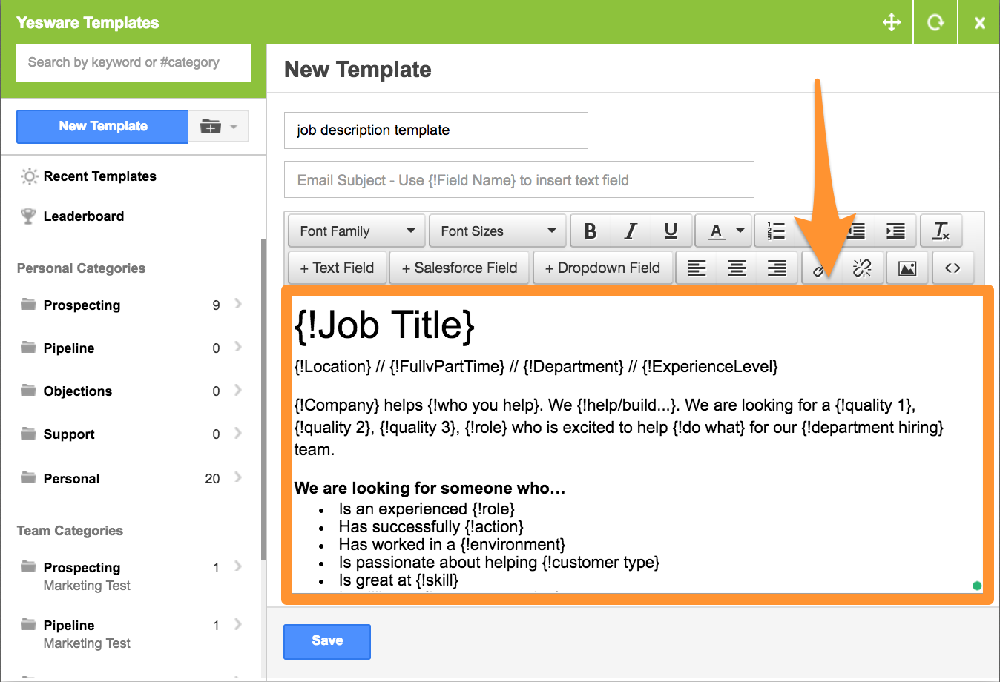 Yesware Templates
Search by keyword or #category
New Template
Recent Templates
Leaderboard
Personal Categories
Prospecting 9
Pipeline 0
Objections 0
Support 0
Personal 20
Team Categories
Prospecting 1
Marketing Test
Pipeline 1
Marketing Test
New Template
job description template
Email Subject - Use {!Field Name} to insert text field
Font Family Font Sizes B I U A Tx
+ Text Field + Salesforce Field + Dropdown Field <>
{!Job Title}
{!Location} // {!FullvPartTime} // {!Department} // {!ExperienceLevel}
{!Company} helps {!who you help}. We {!help/build...}. We are looking for a {!quality 1},
{!quality 2}, {!quality 3}, {!role} who is excited to help {!do what} for our {!department hiring}
team.
We are looking for someone who…
• Is an experienced {!role}
• Has successfully {!action}
• Has worked in a {!environment}
• Is passionate about helping {!customer type}
• Is great at {!skill}
Save